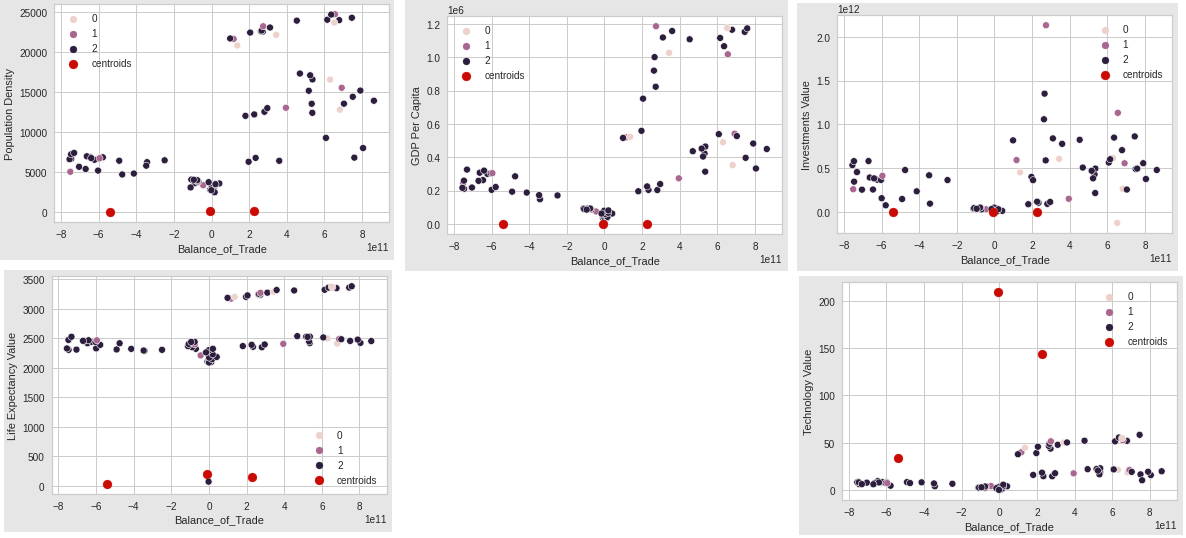 25000
20000
15000
10000
5000
0
Population Density
0
1
2
centroids
−8 −6 −4 −2 0 2 4 6 8
Balance_of_Trade
1e11
1e6
1.2
1.0
0.8
0.6
0.4
0.2
0.0
GDP Per Capita
0
1
2
centroids
−8 −6 −4 −2 0 2 4 6 8
Balance_of_Trade
1e11
1e12
2.0
1.5
1.0
0.5
0.0
Investments Value
0
1
2
centroids
−8 −6 −4 −2 0 2 4 6 8
Balance_of_Trade
1e11
3500
3000
2500
2000
1500
1000
500
0
Life Expectancy Value
0
1
2
centroids
−8 −6 −4 −2 0 2 4 6 8
Balance_of_Trade
1e11
200
150
100
50
0
Technology Value
0
1
2
centroids
−8 −6 −4 −2 0 2 4 6 8
Balance_of_Trade
1e11